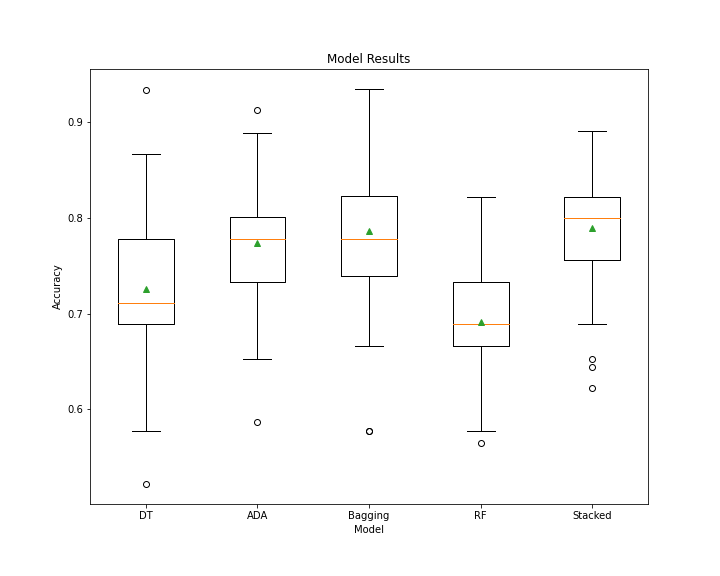 Model Results
Accuracy
0.9
0.8
0.7
0.6
DT ADA Bagging RF Stacked
Model